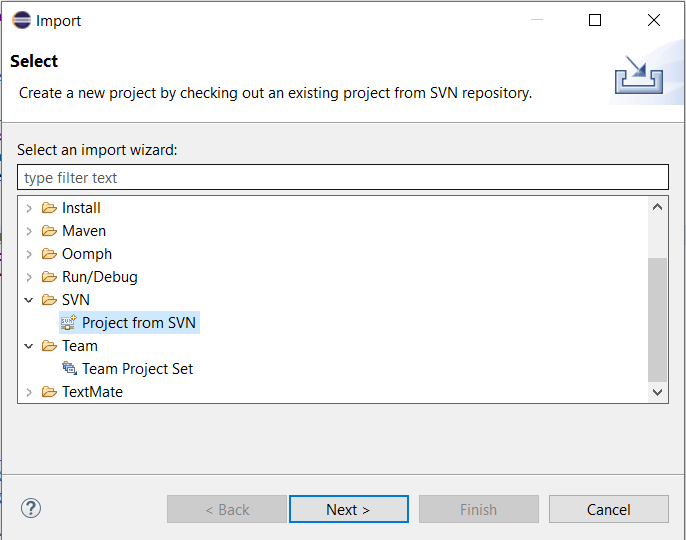 Import
Select
Create a new project by checking out an existing project from SVN repository.
Select an import wizard:
type filter text
Install
Maven
Oomph
Run/Debug
SVN
Project from SVN
Team
Team Project Set
TextMate
? < Back Next > Finish Cancel